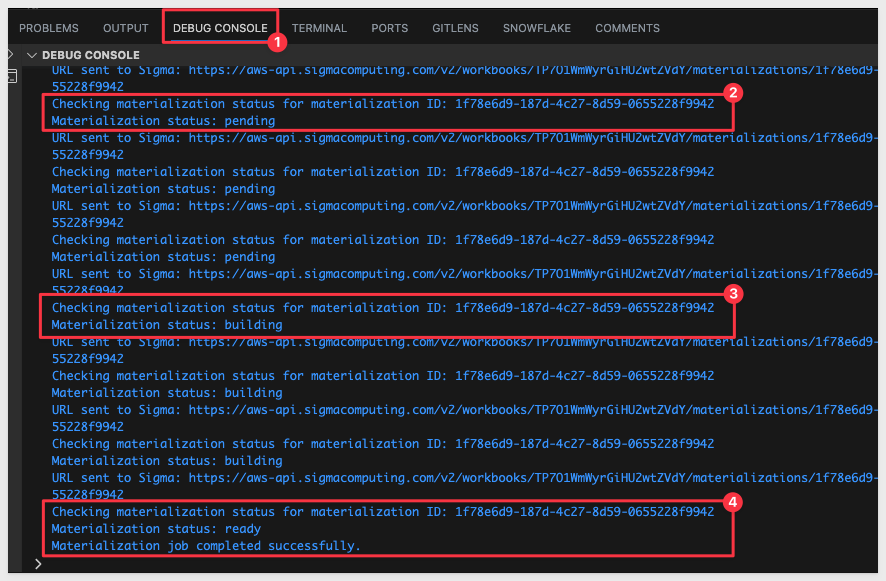 PROBLEMS OUTPUT DEBUG CONSOLE TERMINAL PORTS GITLENS SNOWFLAKE COMMENTS
1
DEBUG CONSOLE
URL sent to Sigma: https://aws-api.sigmacomputing.com/v2/workbooks/TP7O1WmWyrGiHU2wtZVdY/materializations/1f78e6d9-
55228f9942
2
Checking materialization status for materialization ID: 1f78e6d9-187d-4c27-8d59-0655228f9942
Materialization status: pending
URL sent to Sigma: https://aws-api.sigmacomputing.com/v2/workbooks/TP7O1WmWyrGiHU2wtZVdY/materializations/1f78e6d9-
55228f9942
Checking materialization status for materialization ID: 1f78e6d9-187d-4c27-8d59-0655228f9942
Materialization status: pending
URL sent to Sigma: https://aws-api.sigmacomputing.com/v2/workbooks/TP7O1WmWyrGiHU2wtZVdY/materializations/1f78e6d9-
55228f9942
Checking materialization status for materialization ID: 1f78e6d9-187d-4c27-8d59-0655228f9942
Materialization status: pending
URL sent to Sigma: https://aws-api.sigmacomputing.com/v2/workbooks/TP7O1WmWyrGiHU2wtZVdY/materializations/1f78e6d9-
55228f9942
3
Checking materialization status for materialization ID: 1f78e6d9-187d-4c27-8d59-0655228f9942
Materialization status: building
URL sent to Sigma: https://aws-api.sigmacomputing.com/v2/workbooks/TP7O1WmWyrGiHU2wtZVdY/materializations/1f78e6d9-
55228f9942
Checking materialization status for materialization ID: 1f78e6d9-187d-4c27-8d59-0655228f9942
Materialization status: building
URL sent to Sigma: https://aws-api.sigmacomputing.com/v2/workbooks/TP7O1WmWyrGiHU2wtZVdY/materializations/1f78e6d9-
55228f9942
Checking materialization status for materialization ID: 1f78e6d9-187d-4c27-8d59-0655228f9942
Materialization status: building
URL sent to Sigma: https://aws-api.sigmacomputing.com/v2/workbooks/TP7O1WmWyrGiHU2wtZVdY/materializations/1f78e6d9-
55228f9942
4
Checking materialization status for materialization ID: 1f78e6d9-187d-4c27-8d59-0655228f9942
Materialization status: ready
Materialization job completed successfully.